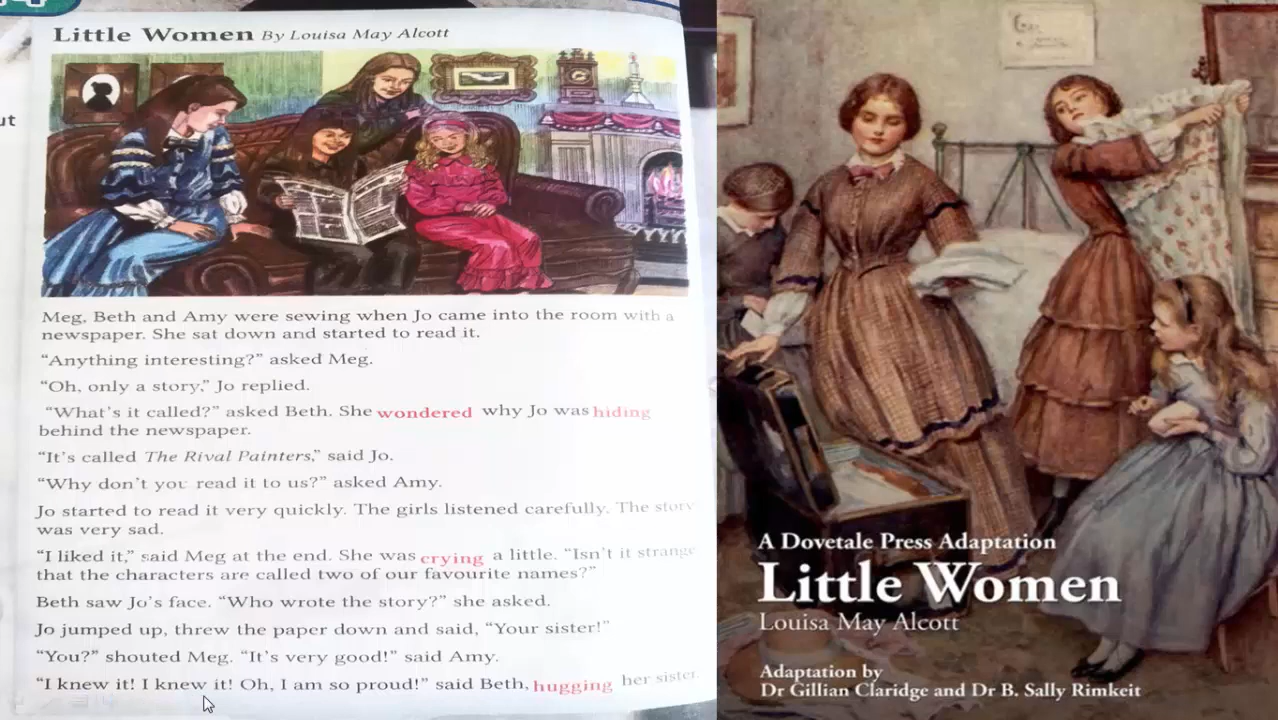 ut
Little Women By Louisa May Alcott
Meg, Beth and Amy were sewing when Jo came into the room with a
newspaper. She sat down and started to read it.
“Anything interesting?” asked Meg.
“Oh, only a story,” Jo replied.
“What’s it called?” asked Beth. She wondered why Jo was hiding
behind the newspaper.
“It’s called The Rival Painters,” said Jo.
“Why don’t you read it to us?” asked Amy.
Jo started to read it very quickly. The girls listened carefully. The story
was very sad.
“I liked it,” said Meg at the end. She was crying a little. “Isn’t it strange
that the characters are called two of our favourite names?”
Beth saw Jo’s face. “Who wrote the story?” she asked.
Jo jumped up, threw the paper down and said, “Your sister!”
“You?” shouted Meg. “It’s very good!” said Amy.
“I knew it! I knew it! Oh, I am so proud!” said Beth, hugging her sister.
A Dovetale Press Adaptation
Little Women
Louisa May Alcott
Adaptation by
Dr Gillian Claridge and Dr B. Sally Rimkeit